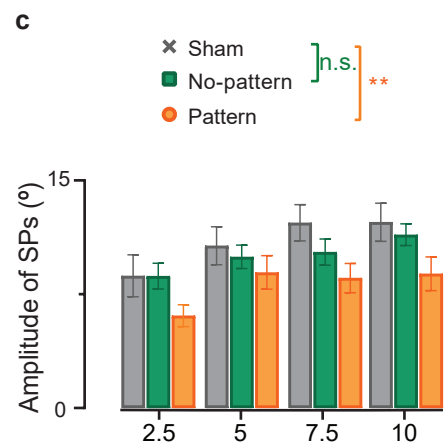 c
Sham
No-pattern
Pattern
n.s.
**
Amplitude of SPs (º)
15
0
2.5
5
7.5
10